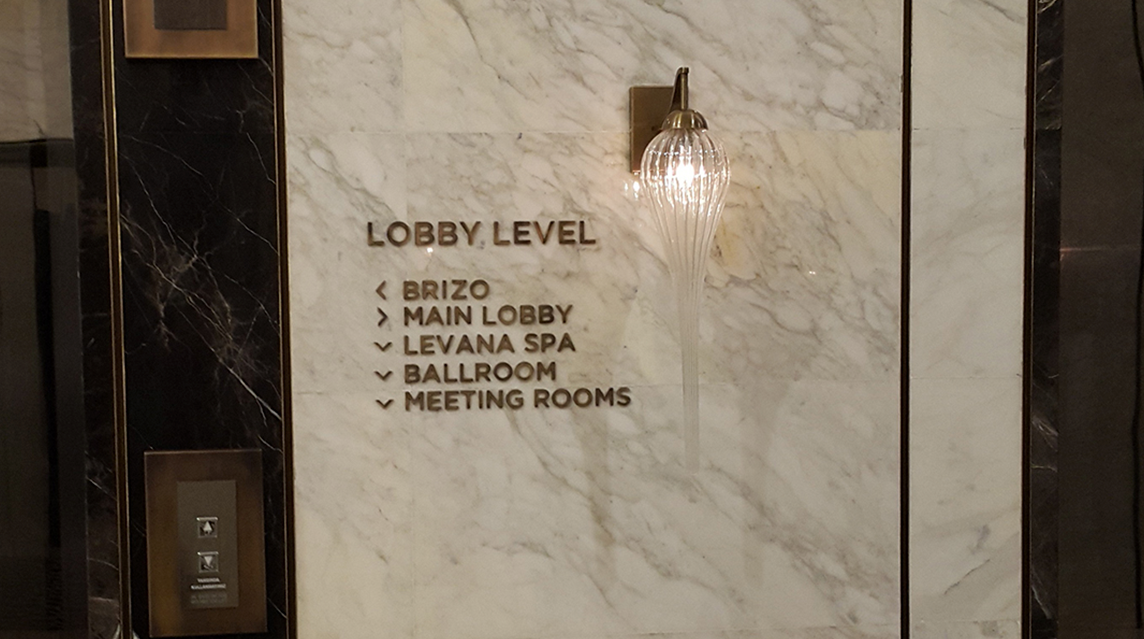 LOBBY LEVEL
< BRIZO
> MAIN LOBBY
⌵ LEVANA SPA
⌵ BALLROOM
⌵ MEETING ROOMS